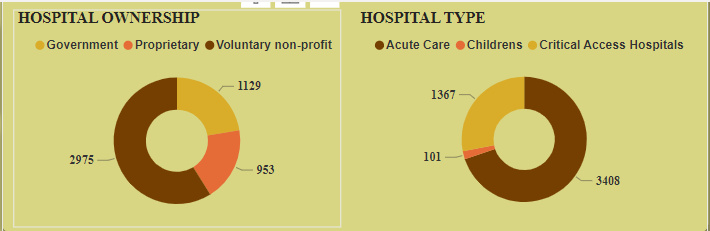 HOSPITAL OWNERSHIP
Government Proprietary Voluntary non-profit
1129
2975
953
HOSPITAL TYPE
Acute Care Childrens Critical Access Hospitals
1367
101
3408